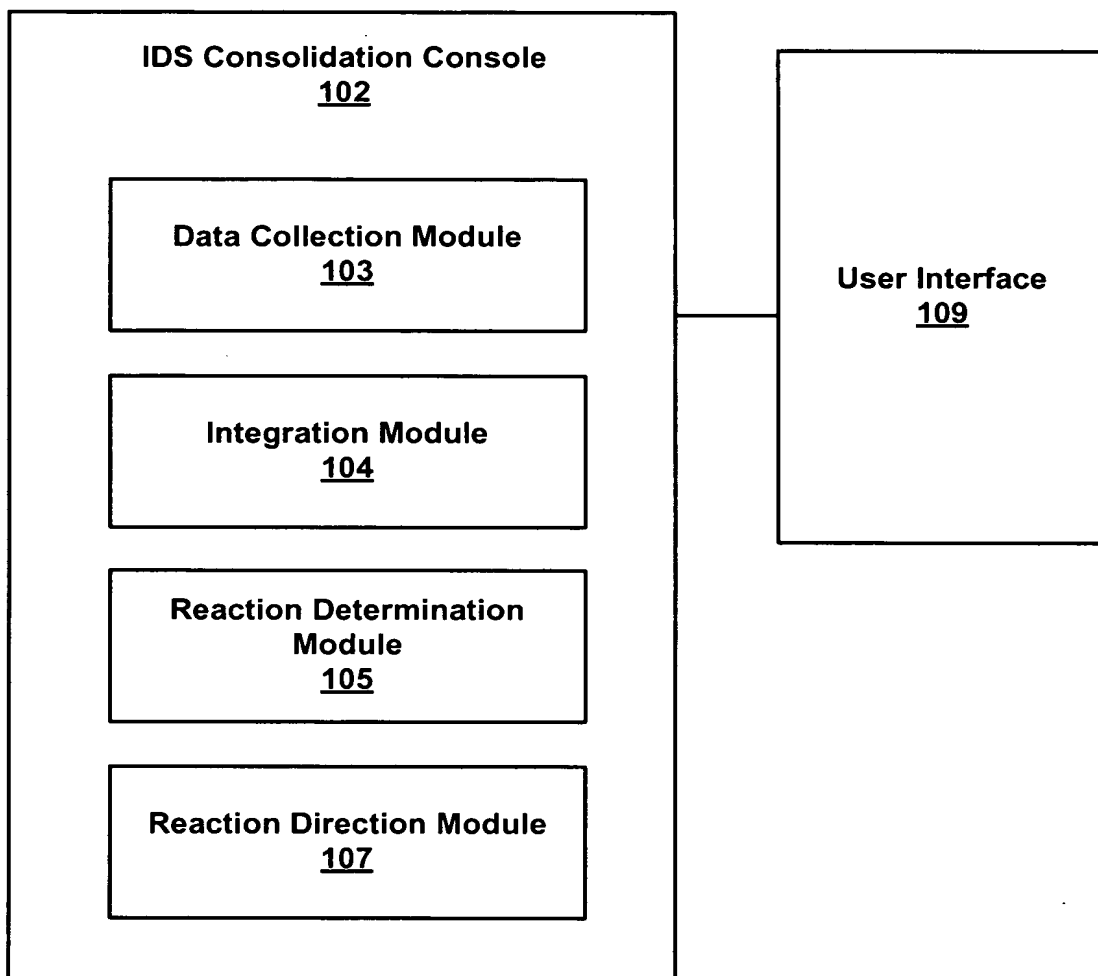 IDS Consolidation Console
102
Data Collection Module
103
Integration Module
104
Reaction Determination
Module
105
Reaction Direction Module
107
User Interface
109